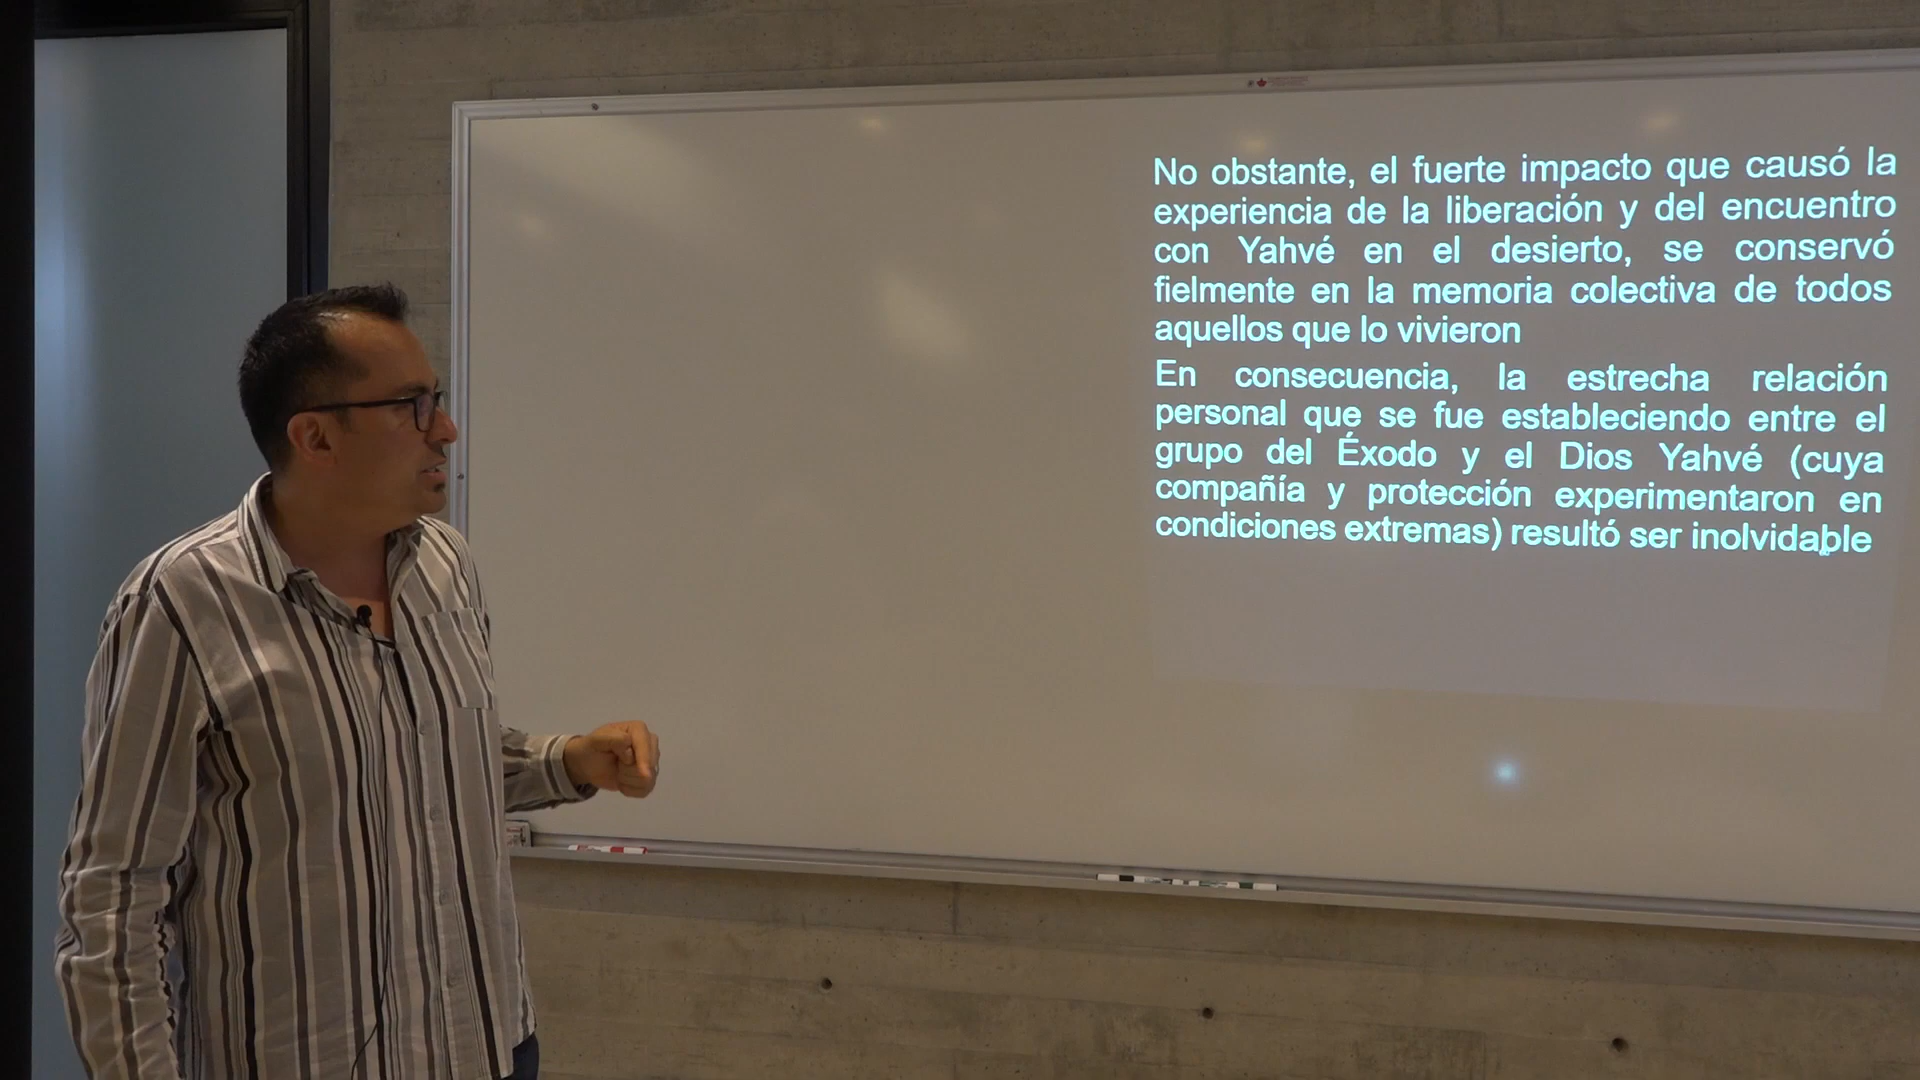 No obstante, el fuerte impacto que causó la
experiencia de la liberación y del encuentro
con Yahvé en el desierto, se conservó
fielmente en la memoria colectiva de todos
aquellos que lo vivieron
En consecuencia, la estrecha relación
personal que se fue estableciendo entre el
grupo del Éxodo y el Dios Yahvé (cuya
compañía y protección experimentaron en
condiciones extremas) resultó ser inolvidable